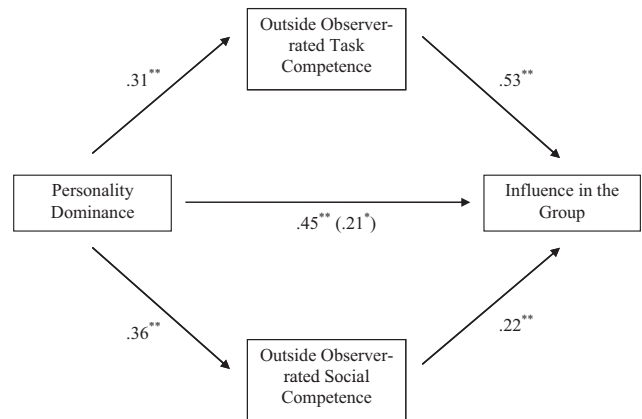 Outside Observer-
rated Task
Competence
.31**
.53**
Personality
Dominance
Influence in the
Group
.45** (.21*)
.36**
.22**
Outside Observer-
rated Social
Competence